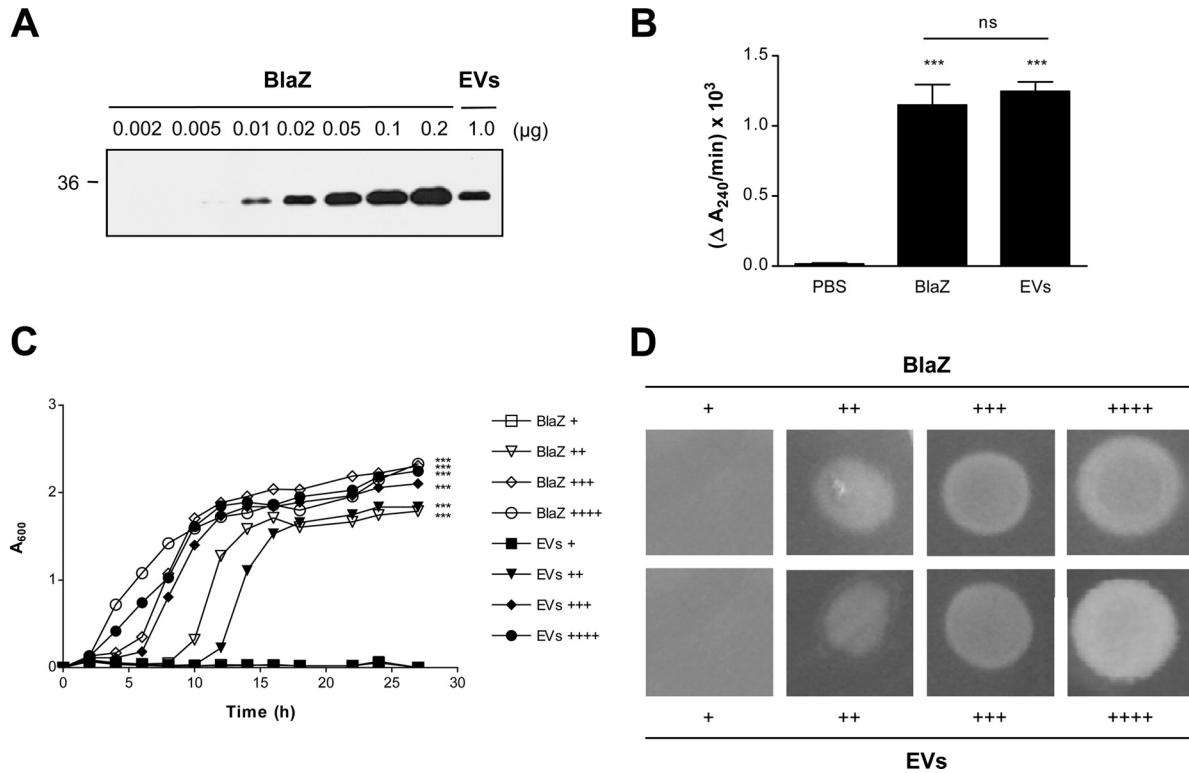 A
BlaZ EVs
0.002 0.005 0.01 0.02 0.05 0.1 0.2 1.0 (µg)
36
B
ns
*** ***
1.5
1.0
0.5
0.0
(Δ A240/min) x 10³
PBS BlaZ EVs
C
3
2
1
0
A600
0 5 10 15 20 25 30
Time (h)
***
***
***
***
***
***
BlaZ +
BlaZ ++
BlaZ +++
BlaZ ++++
EVs +
EVs ++
EVs +++
EVs ++++
D
BlaZ
+ ++ +++ ++++
+ ++ +++ ++++
EVs